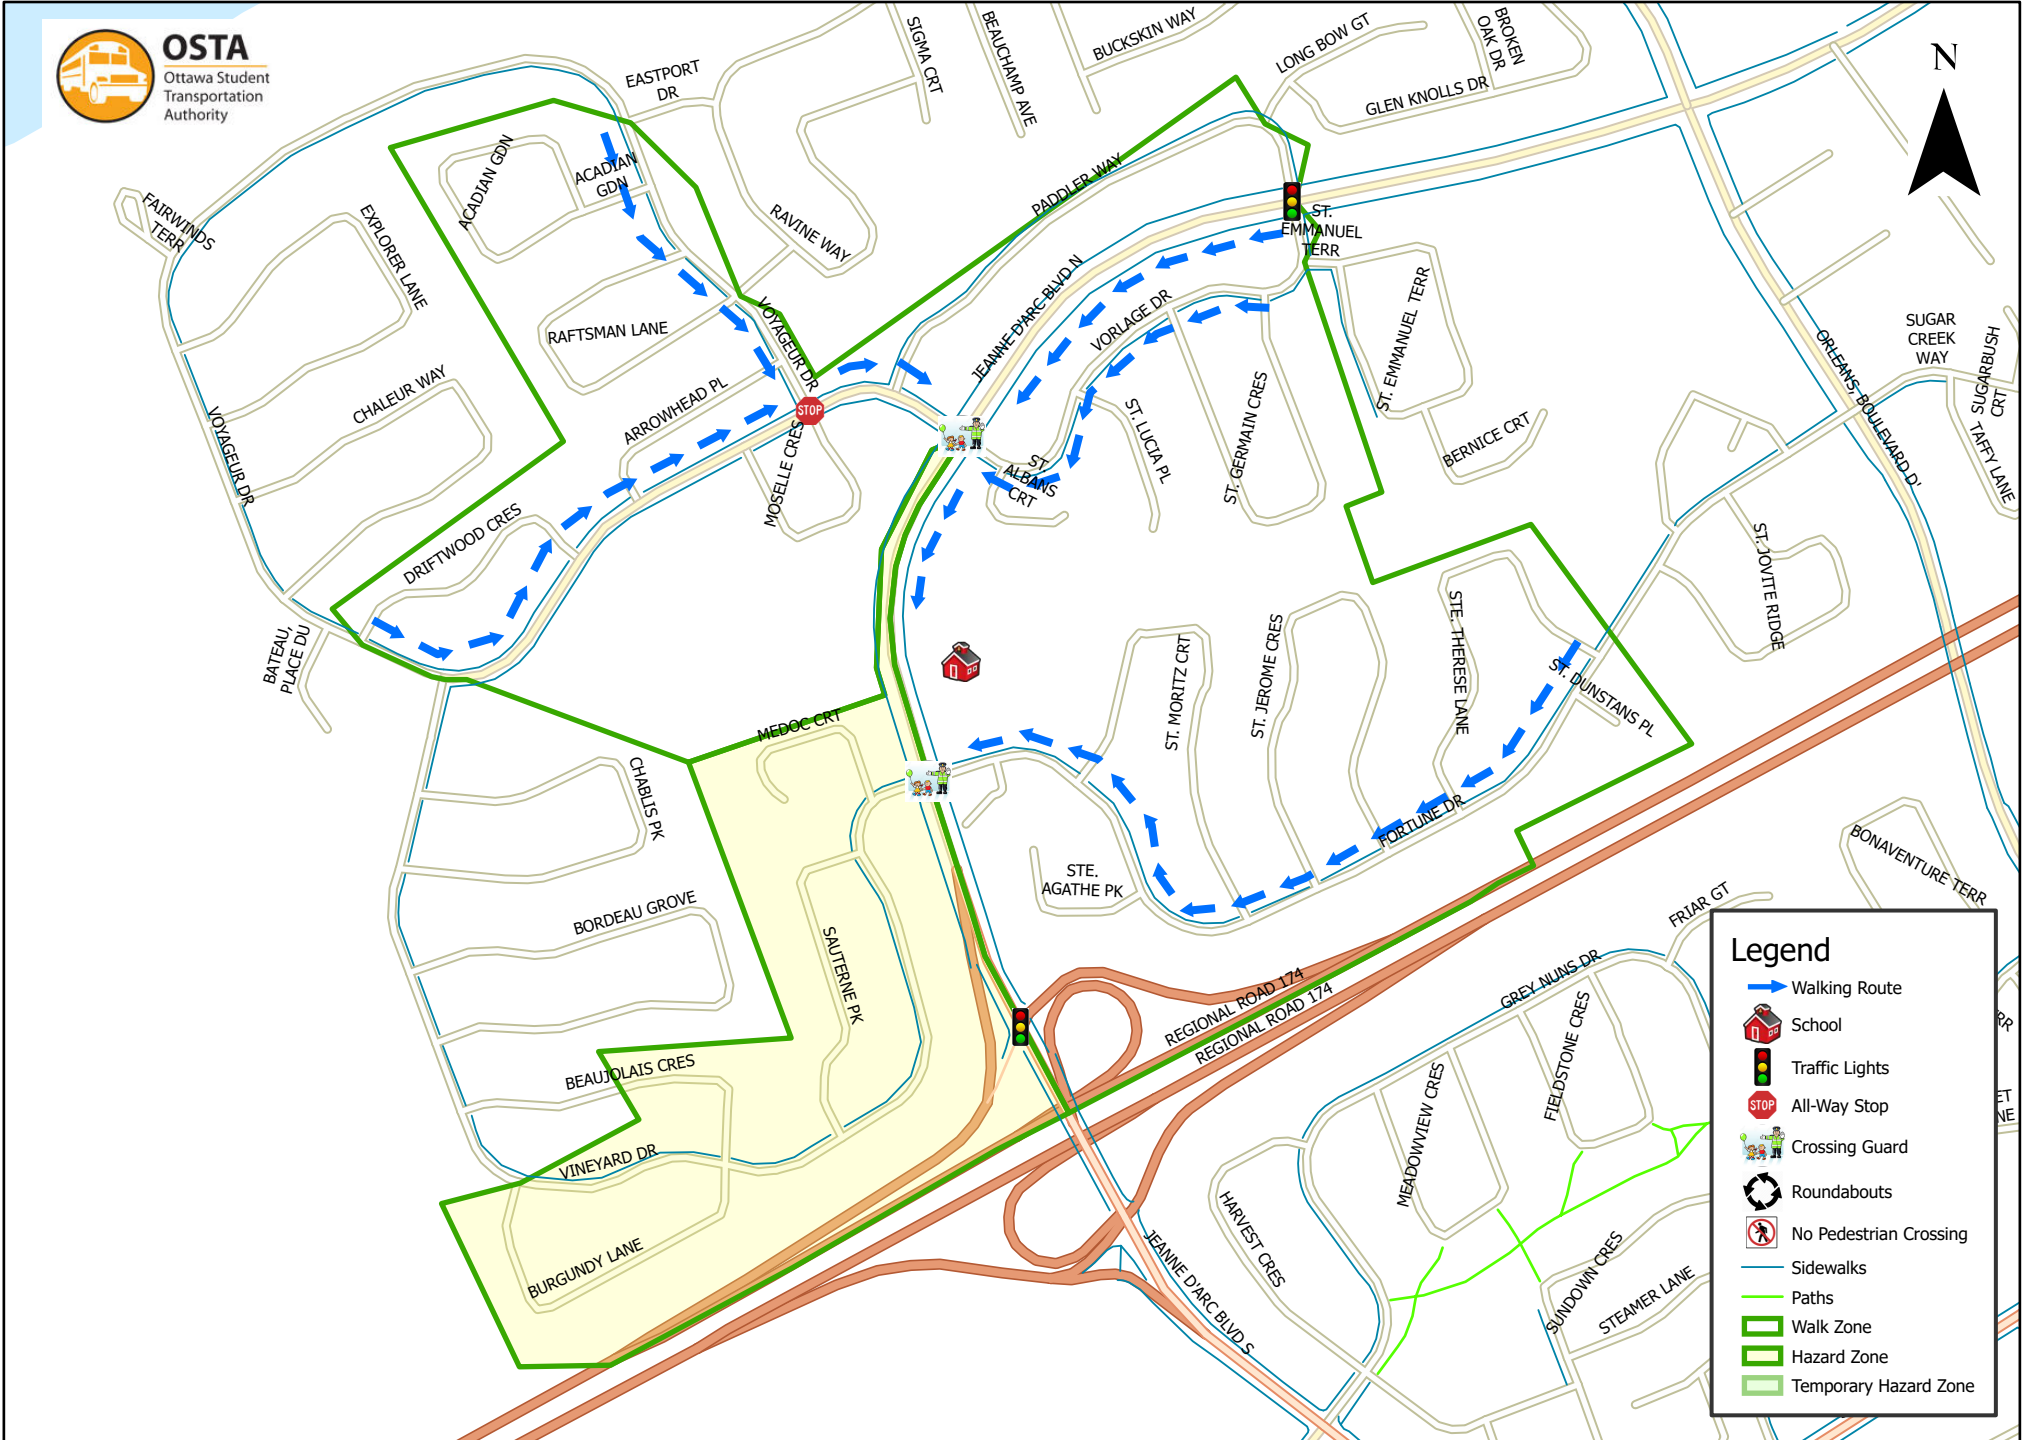 OSTA
Ottawa Student
Transportation
Authority
N
SIGMA CRT
BEAUCHAMP AVE
BUCKSKIN WAY
LONG BOW GT
BROKEN
OAK DR
EASTPORT
DR
GLEN KNOLLS DR
ACADIAN GDN
ACADIAN
GDN
PADDLER WAY
FAIRWINDS
TERR
EXPLORER LANE
RAVINE WAY
ST.
EMMANUEL
TERR
JEANNE D'ARC BLVD N
ST. EMMANUEL TERR
VOYAGEUR DR
RAFTSMAN LANE
VORLAGE DR
ORLEANS, BOULEVARD D'
SUGAR
CREEK
WAY
SUGARBUSH
CRT
CHALEUR WAY
ARROWHEAD PL
STOP
ST. LUCIA PL
ST. GERMAIN CRES
BERNICE CRT
TAFFY LANE
VOYAGEUR DR
MOSELLE CRES
ST.
ALBANS
CRT
DRIFTWOOD CRES
ST. JOVITE RIDGE
BATEAU,
PLACE DU
ST. MORITZ CRT
ST. JEROME CRES
STE. THERESE LANE
ST. DUNSTANS PL
MEDOC CRT
CHABLIS PK
FORTUNE DR
STE.
AGATHE PK
BONAVENTURE TERR
BORDEAU GROVE
SAUTERNE PK
FRIAR GT
GREY NUNS DR
REGIONAL ROAD 174
REGIONAL ROAD 174
FIELDSTONE CRES
BEAUJOLAIS CRES
MEADOWVIEW CRES
VINEYARD DR
HARVEST CRES
BURGUNDY LANE
JEANNE D'ARC BLVD S
SUNDOWN CRES
STEAMER LANE
RR
ET
NE
Legend
Walking Route
School
Traffic Lights
STOP
All-Way Stop
Crossing Guard
Roundabouts
No Pedestrian Crossing
Sidewalks
Paths
Walk Zone
Hazard Zone
Temporary Hazard Zone